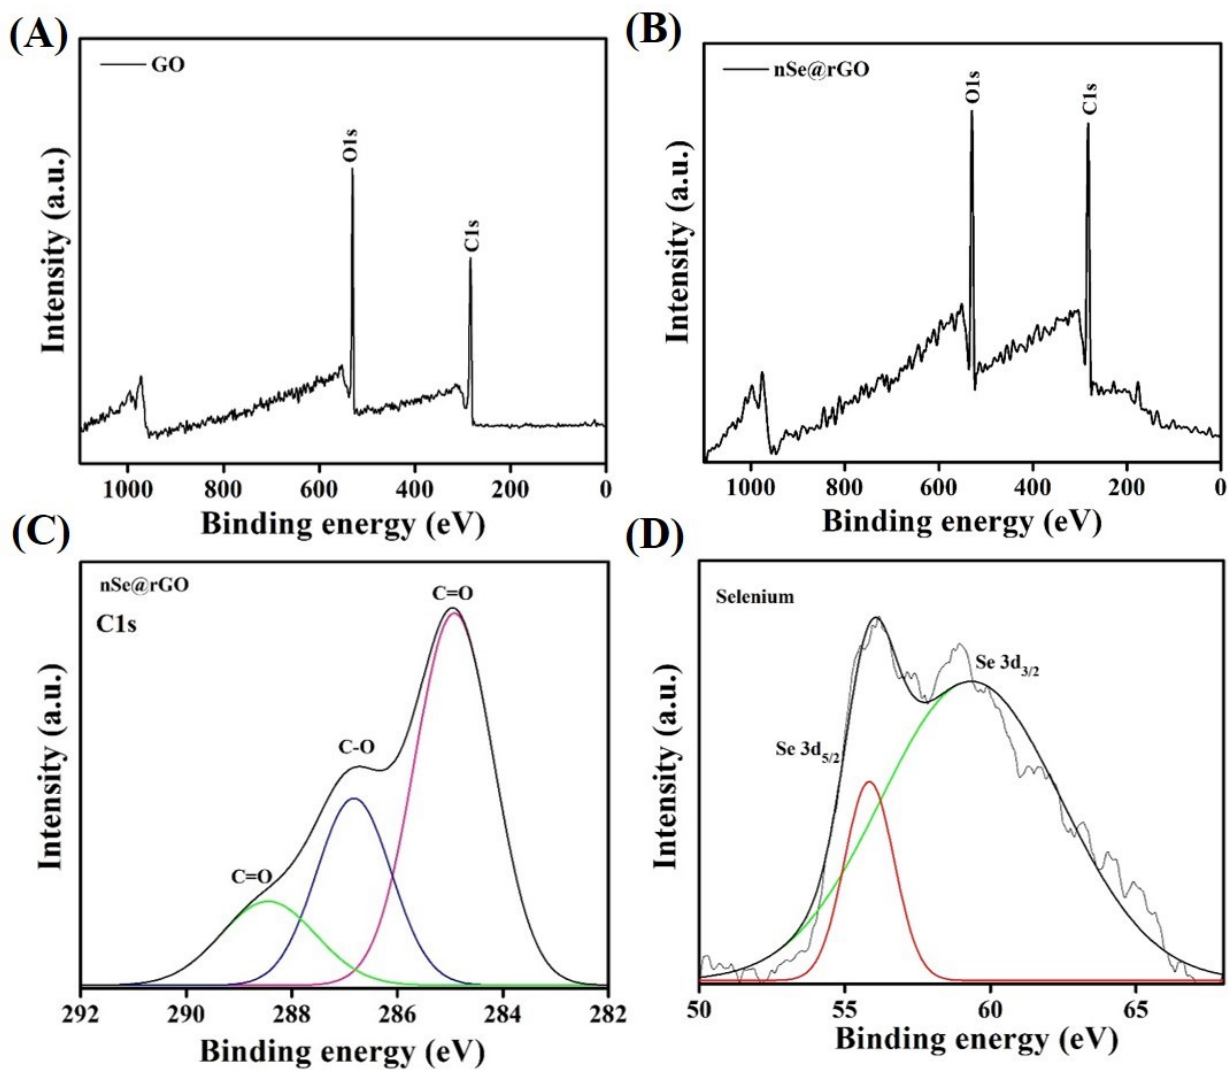 (A)
GO
O1s
C1s
Intensity (a.u.)
1000 800 600 400 200 0
Binding energy (eV)
(B)
nSe@rGO
O1s
C1s
Intensity (a.u.)
1000 800 600 400 200 0
Binding energy (eV)
(C)
nSe@rGO
C1s
C=O
C-O
C=O
Intensity (a.u.)
292 290 288 286 284 282
Binding energy (eV)
(D)
Selenium
Se 3d3/2
Se 3d5/2
Intensity (a.u.)
50 55 60 65
Binding energy (eV)